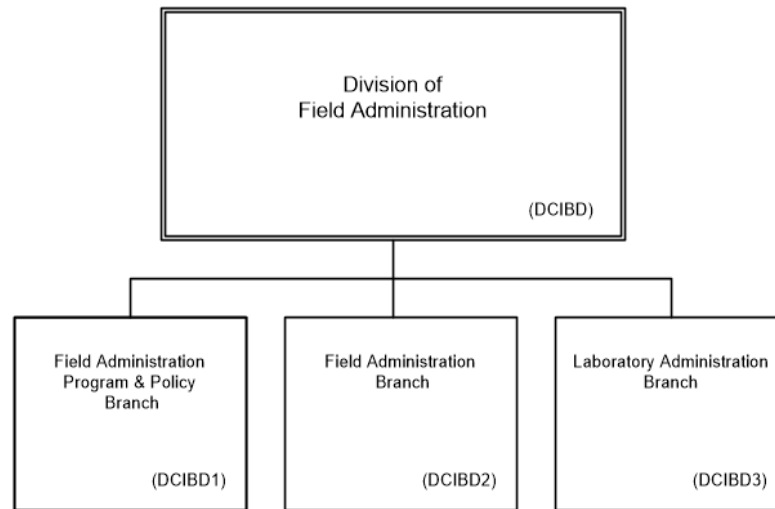 Division of
Field Administration
(DCIBD)
Field Administration
Program & Policy
Branch
(DCIBD1)
Field Administration
Branch
(DCIBD2)
Laboratory Administration
Branch
(DCIBD3)